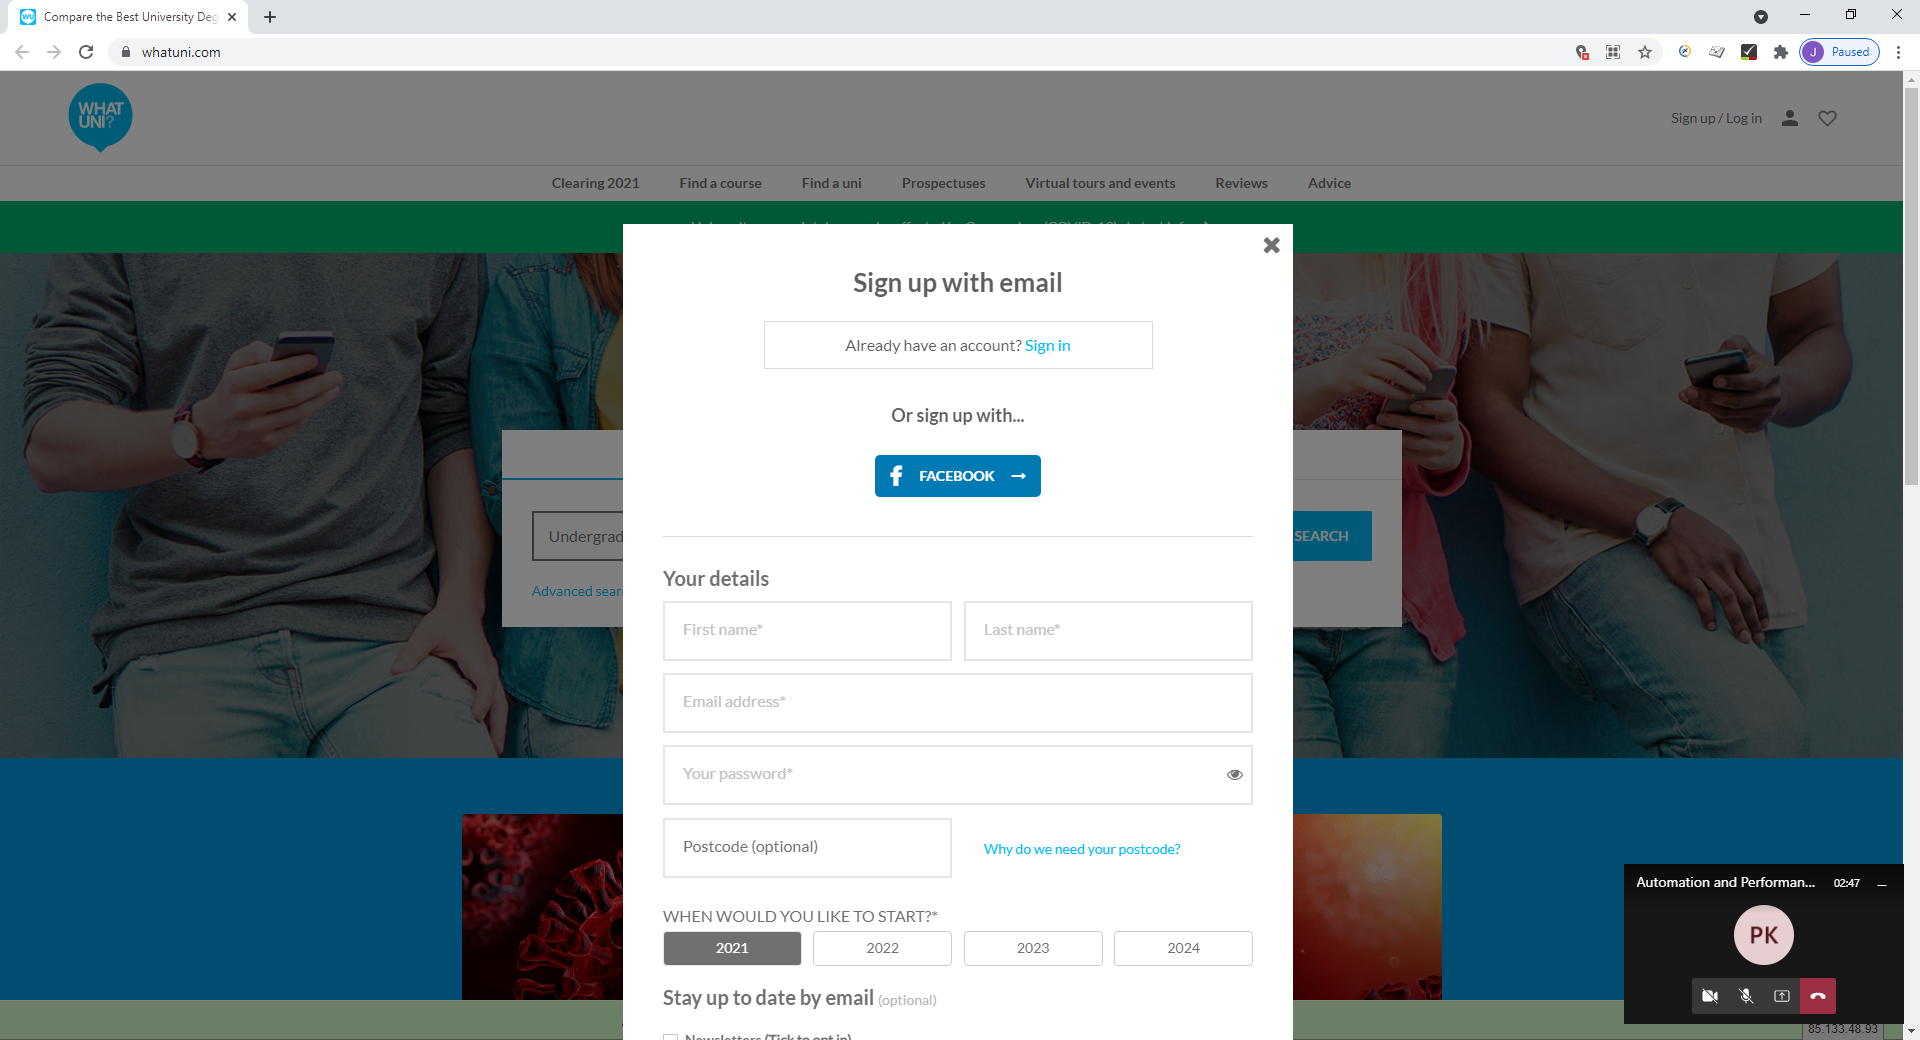 Compare the Best University Deg
whatuni.com
J Paused
WHAT
UNI?
Sign up / Log in
Clearing 2021 Find a course Find a uni Prospectuses Virtual tours and events Reviews Advice
Sign up with email
Already have an account? Sign in
Or sign up with...
FACEBOOK
Undergrad
SEARCH
Advanced sear
Your details
First name*
Last name*
Email address*
Your password*
Postcode (optional)
Why do we need your postcode?
WHEN WOULD YOU LIKE TO START?*
2021 2022 2023 2024
Stay up to date by email (optional)
Newsletters (Tick to opt in)
Automation and Performan... 02:47
PK
85.133.48.93